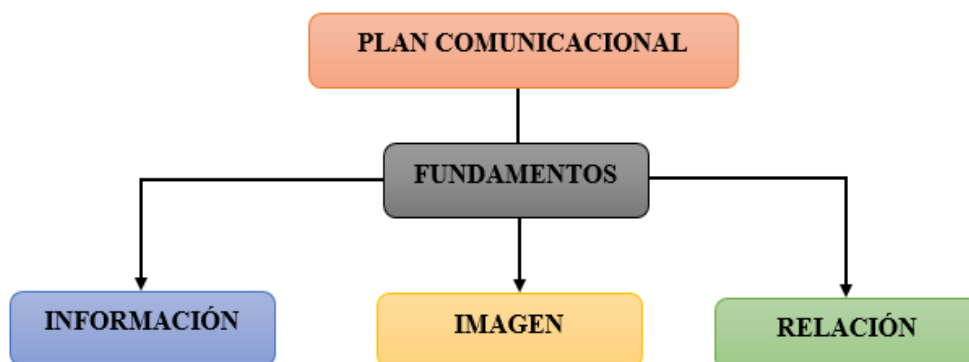 PLAN COMUNICACIONAL
FUNDAMENTOS
INFORMACIÓN
IMAGEN
RELACIÓN